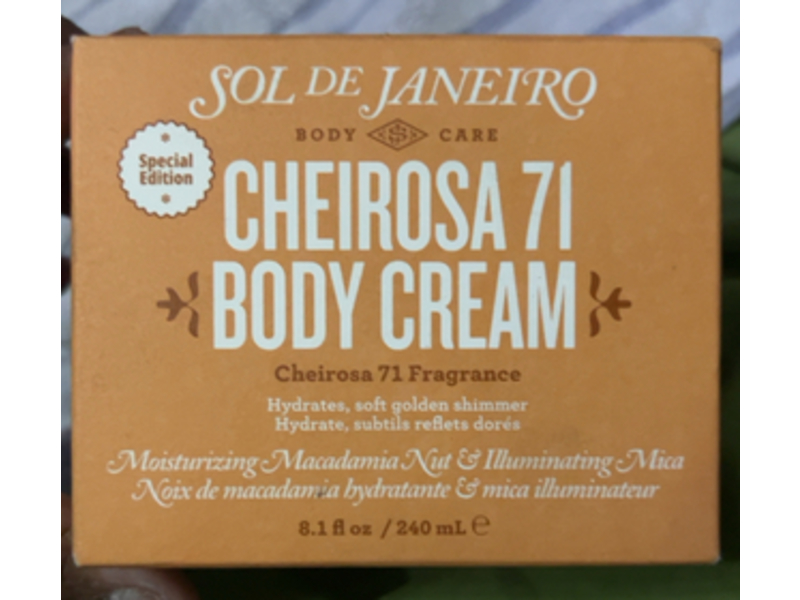 SOL DE JANEIRO
BODY CARE
Special
Edition
CHEIROSA 71
BODY CREAM
Cheirosa 71 Fragrance
Hydrates, soft golden shimmer
Hydrate, subtils reflets dorés
Moisturizing Macadamia Nut & Illuminating Mica
Noix de macadamia hydratante & mica illuminateur
8.1 fl oz / 240 mL ℮